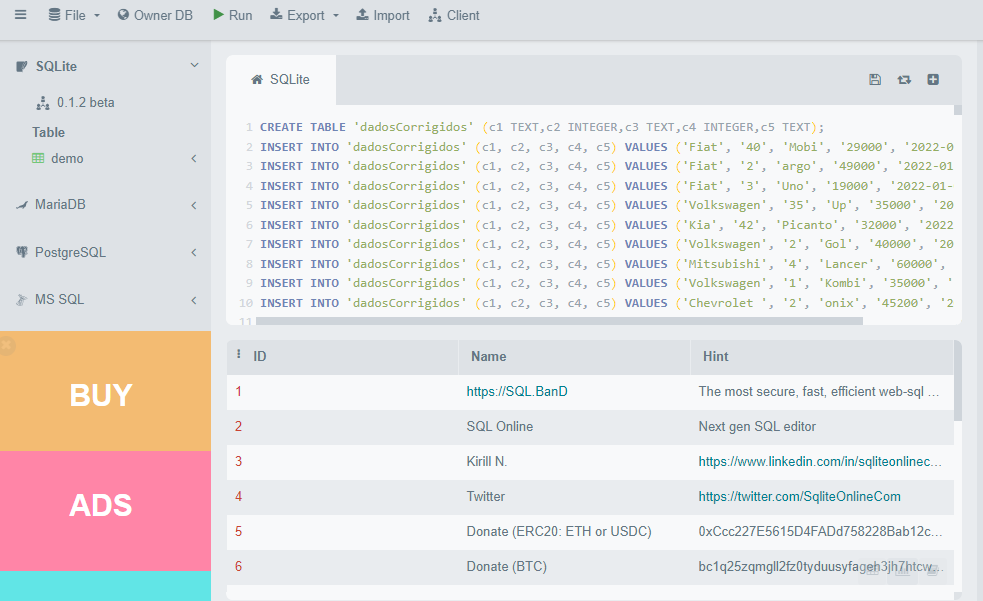 File Owner DB Run Export Import Client
SQLite
0.1.2 beta
Table
demo
MariaDB
PostgreSQL
MS SQL
BUY
ADS
SQLite
1 CREATE TABLE 'dadosCorrigidos' (c1 TEXT,c2 INTEGER,c3 TEXT,c4 INTEGER,c5 TEXT);
2 INSERT INTO 'dadosCorrigidos' (c1, c2, c3, c4, c5) VALUES ('Fiat', '40', 'Mobi', '29000', '2022-0
3 INSERT INTO 'dadosCorrigidos' (c1, c2, c3, c4, c5) VALUES ('Fiat', '2', 'argo', '49000', '2022-01
4 INSERT INTO 'dadosCorrigidos' (c1, c2, c3, c4, c5) VALUES ('Fiat', '3', 'Uno', '19000', '2022-01-
5 INSERT INTO 'dadosCorrigidos' (c1, c2, c3, c4, c5) VALUES ('Volkswagen', '35', 'Up', '35000', '20
6 INSERT INTO 'dadosCorrigidos' (c1, c2, c3, c4, c5) VALUES ('Kia', '42', 'Picanto', '32000', '2022
7 INSERT INTO 'dadosCorrigidos' (c1, c2, c3, c4, c5) VALUES ('Volkswagen', '2', 'Gol', '40000', '20
8 INSERT INTO 'dadosCorrigidos' (c1, c2, c3, c4, c5) VALUES ('Mitsubishi', '4', 'Lancer', '60000',
9 INSERT INTO 'dadosCorrigidos' (c1, c2, c3, c4, c5) VALUES ('Volkswagen', '1', 'Kombi', '35000', '
10 INSERT INTO 'dadosCorrigidos' (c1, c2, c3, c4, c5) VALUES ('Chevrolet ', '2', 'onix', '45200', '2
11
ID Name Hint
1 https://SQL.BanD The most secure, fast, efficient web-sql ...
2 SQL Online Next gen SQL editor
3 Kirill N. https://www.linkedin.com/in/sqliteonlinec...
4 Twitter https://twitter.com/SqliteOnlineCom
5 Donate (ERC20: ETH or USDC) 0xCcc227E5615D4FADd758228Bab12c...
6 Donate (BTC) bc1q25zqmgll2fz0tyduusyfageh3jh7htcw...